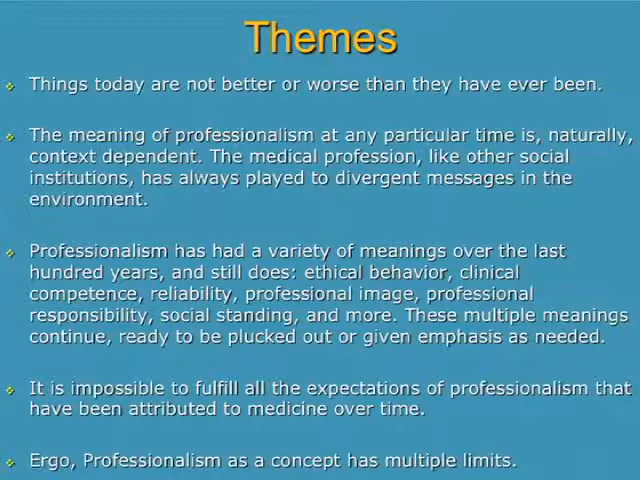 Themes
Things today are not better or worse than they have ever been.
The meaning of professionalism at any particular time is, naturally,
context dependent. The medical profession, like other social
institutions, has always played to divergent messages in the
environment.
Professionalism has had a variety of meanings over the last
hundred years, and still does: ethical behavior, clinical
competence, reliability, professional image, professional
responsibility, social standing, and more. These multiple meanings
continue, ready to be plucked out or given emphasis as needed.
It is impossible to fulfill all the expectations of professionalism that
have been attributed to medicine over time.
Ergo, Professionalism as a concept has multiple limits.